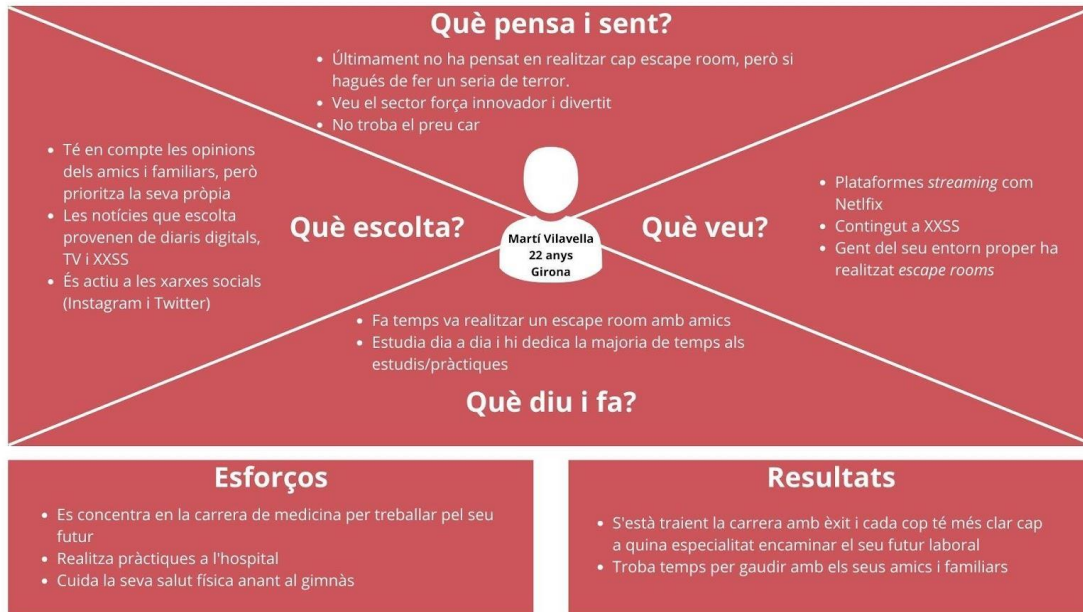 Què pensa i sent?
• Últimament no ha pensat en realitzar cap escape room, però si
hagués de fer un seria de terror.
• Veu el sector força innovador i divertit
• No troba el preu car
• Té en compte les opinions
dels amics i familiars, però
prioritza la seva pròpia
• Les notícies que escolta
provenen de diaris digitals,
TV i XXSS
• És actiu a les xarxes socials
(Instagram i Twitter)
Què escolta?
Martí Vilavella
22 anys
Girona
Què veu?
• Plataformes streaming com
Netlfix
• Contingut a XXSS
• Gent del seu entorn proper ha
realitzat escape rooms
• Fa temps va realitzar un escape room amb amics
• Estudia dia a dia i hi dedica la majoria de temps als
estudis/pràctiques
Què diu i fa?
Esforços
• Es concentra en la carrera de medicina per treballar pel seu
futur
• Realitza pràctiques a l'hospital
• Cuida la seva salut física anant al gimnàs
Resultats
• S'està traient la carrera amb èxit i cada cop té més clar cap
a quina especialitat encaminar el seu futur laboral
• Troba temps per gaudir amb els seus amics i familiars